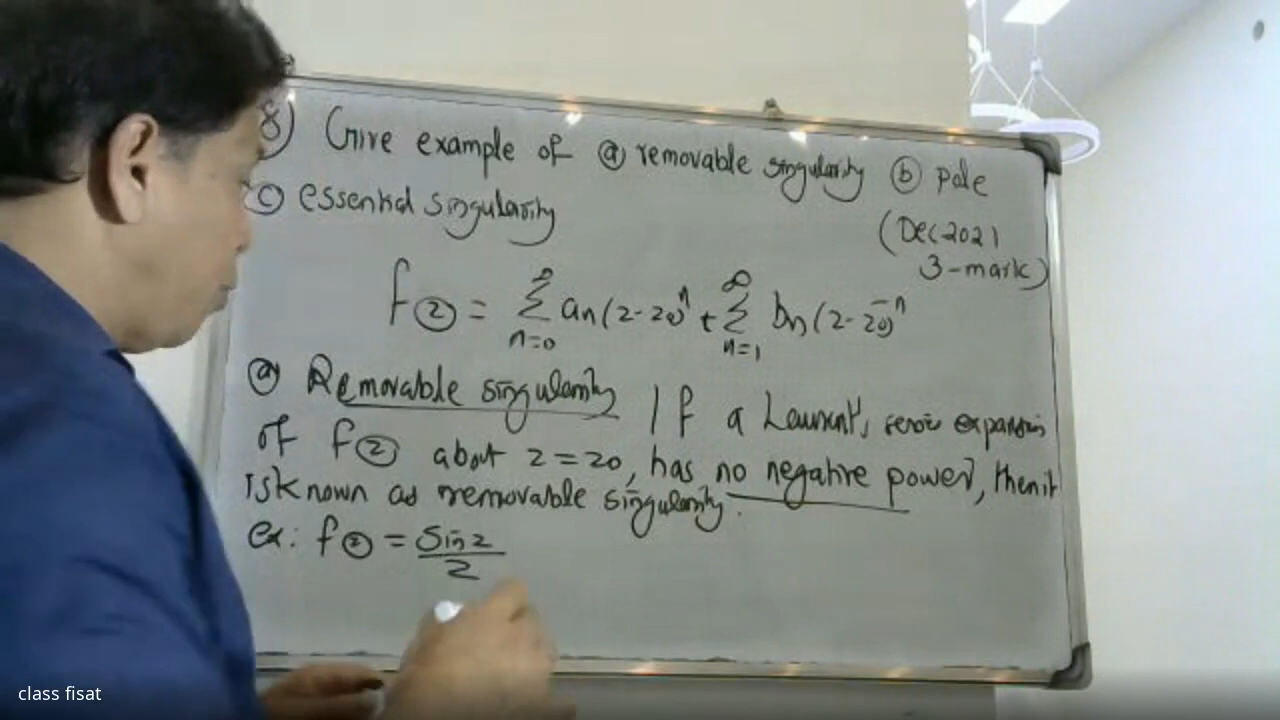 8) Give example of (a) removable singularity (b) pole
(c) essential singularity
(Dec 2021
3-mark)
f(z) = ∞ Σ n=0 an(z-z0)^n + ∞ Σ n=1 bn(z-z0)^-n
(a) Removable singularity If a Laurent's series expansion
of f(z) about z=z0, has no negative power, then it
is known as removable singularity.
ex: f(z) = sin z
z
class fisat